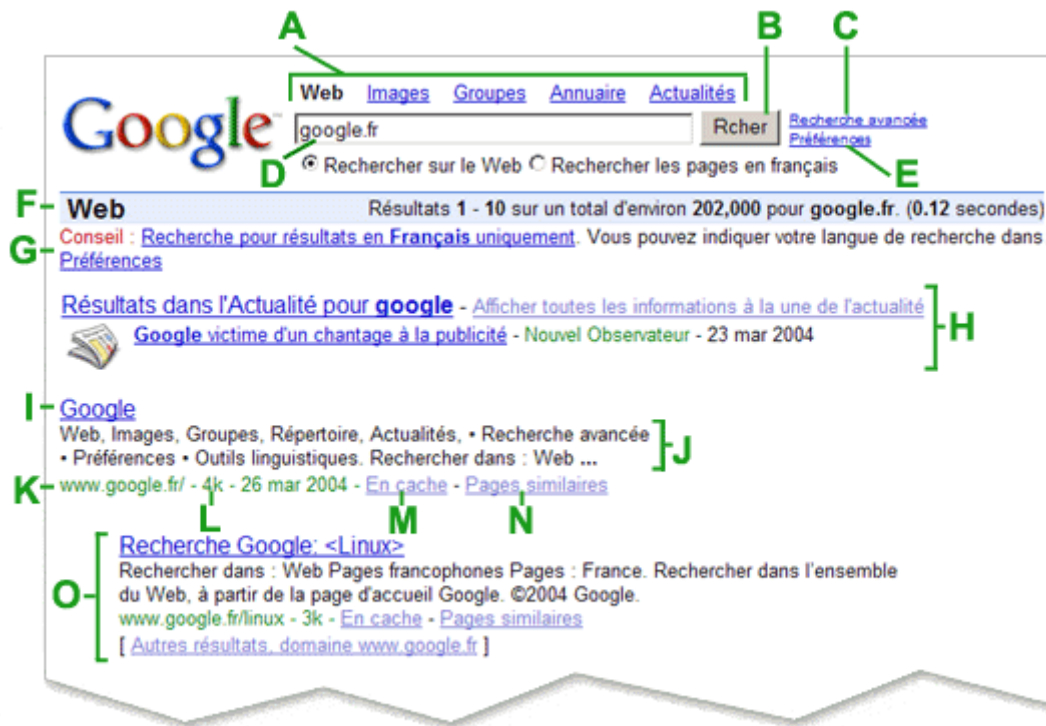 A B C
Web Images Groupes Annuaire Actualités
Google
google.fr Rcher Recherche avancée
Préférences
D E
Rechercher sur le Web Rechercher les pages en français
F Web Résultats 1 - 10 sur un total d'environ 202,000 pour google.fr. (0.12 secondes)
G Conseil : Recherche pour résultats en Français uniquement. Vous pouvez indiquer votre langue de recherche dans
Préférences
Résultats dans l'Actualité pour google - Afficher toutes les informations à la une de l'actualité
Google victime d'un chantage à la publicité - Nouvel Observateur - 23 mar 2004
H
I Google
Web, Images, Groupes, Répertoire, Actualités, • Recherche avancée
• Préférences • Outils linguistiques. Rechercher dans : Web ...
J
K www.google.fr/ - 4k - 26 mar 2004 - En cache - Pages similaires
L M N
O
Recherche Google: <Linux>
Rechercher dans : Web Pages francophones Pages : France. Rechercher dans l'ensemble
du Web, à partir de la page d'accueil Google. ©2004 Google.
www.google.fr/linux - 3k - En cache - Pages similaires
[ Autres résultats, domaine www.google.fr ]